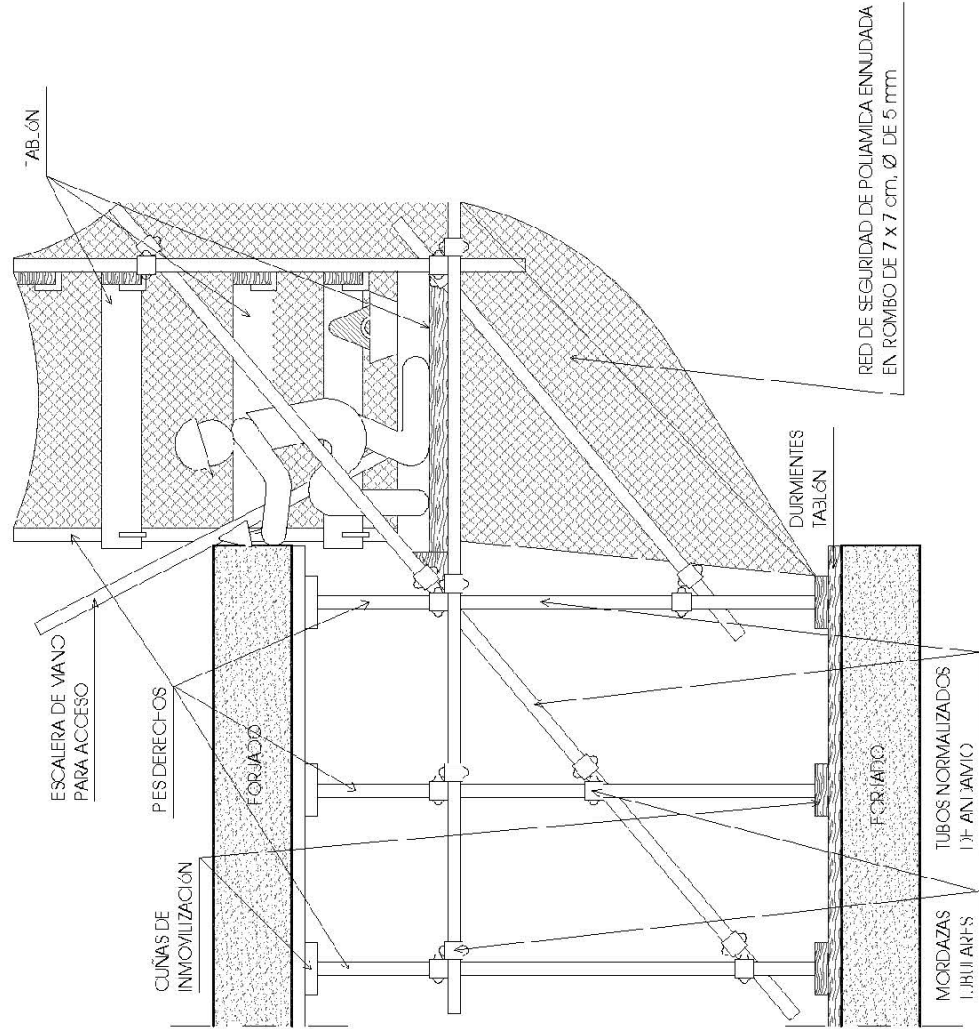 TABLÓN
ESCALERA DE MANO
PARA ACCESO
PIES DERECHOS
FORJADO
CUÑAS DE
INMOVILIZACIÓN
RED DE SEGURIDAD DE POLIAMIDA ENNUDADA
EN ROMBO DE 7 x 7 cm, Ø DE 5 mm
DURMIENTES
TABLÓN
FORJADO
TUBOS NORMALIZADOS
DE ANDAMIO
MORDAZAS
TUBULARES